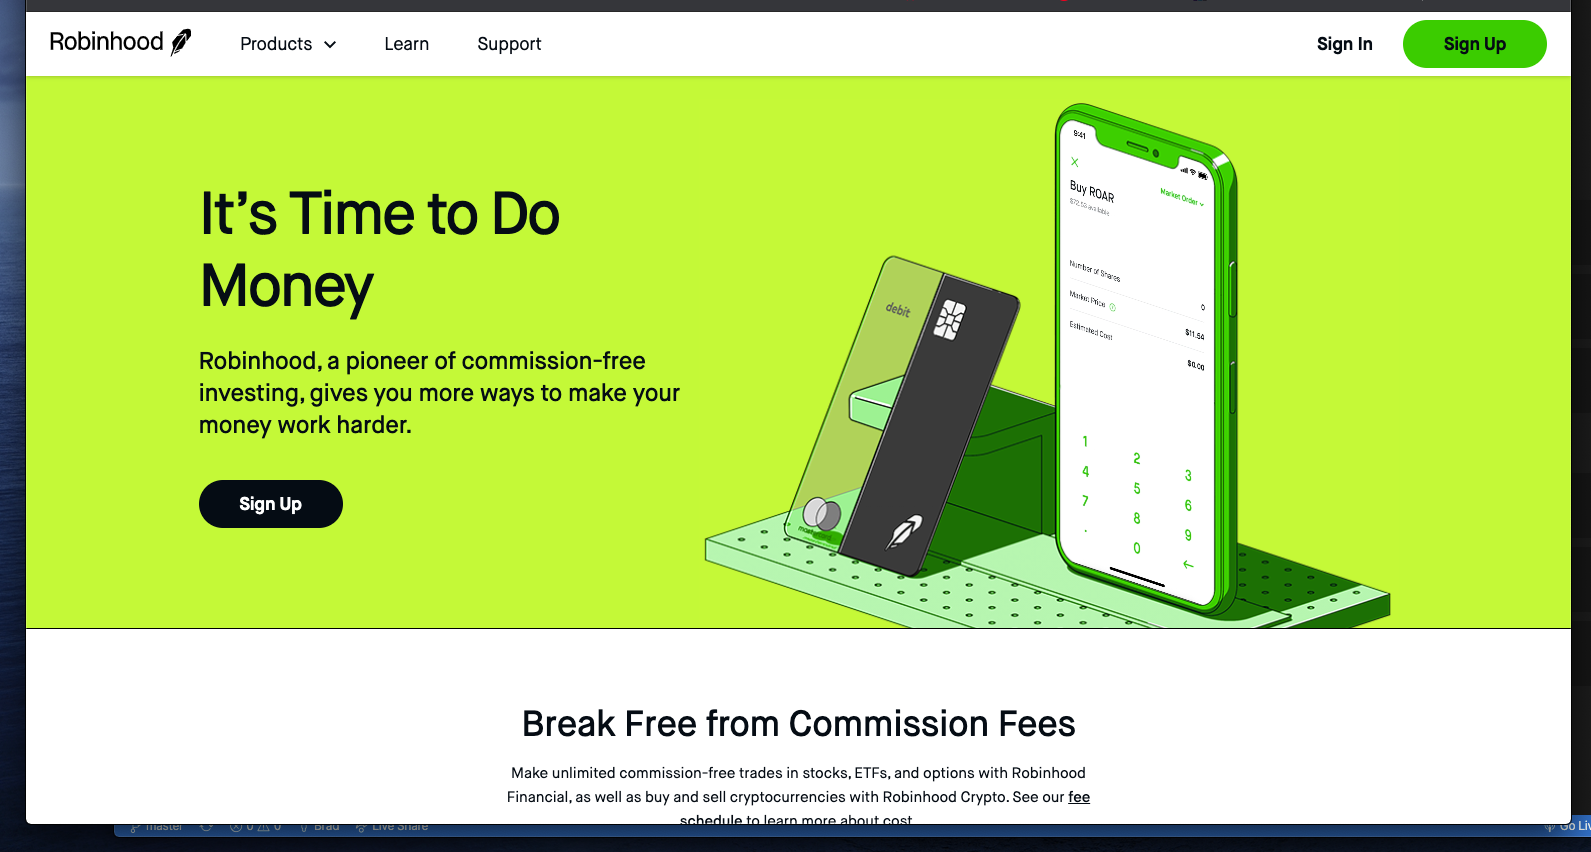 Robinhood
Products
Learn
Support
Sign In
Sign Up
It's Time to Do
Money
Robinhood, a pioneer of commission-free
investing, gives you more ways to make your
money work harder.
Sign Up
debit
9:41
Buy ROAR
Market Order
$72.53 available
Number of Shares
0
Market Price
$11.54
Estimated Cost
$0.00
1 2 3
4 5 6
7 8 9
. 0
Break Free from Commission Fees
Make unlimited commission-free trades in stocks, ETFs, and options with Robinhood
Financial, as well as buy and sell cryptocurrencies with Robinhood Crypto. See our fee
schedule to learn more about cost.
master 0 0 Brad Live Share